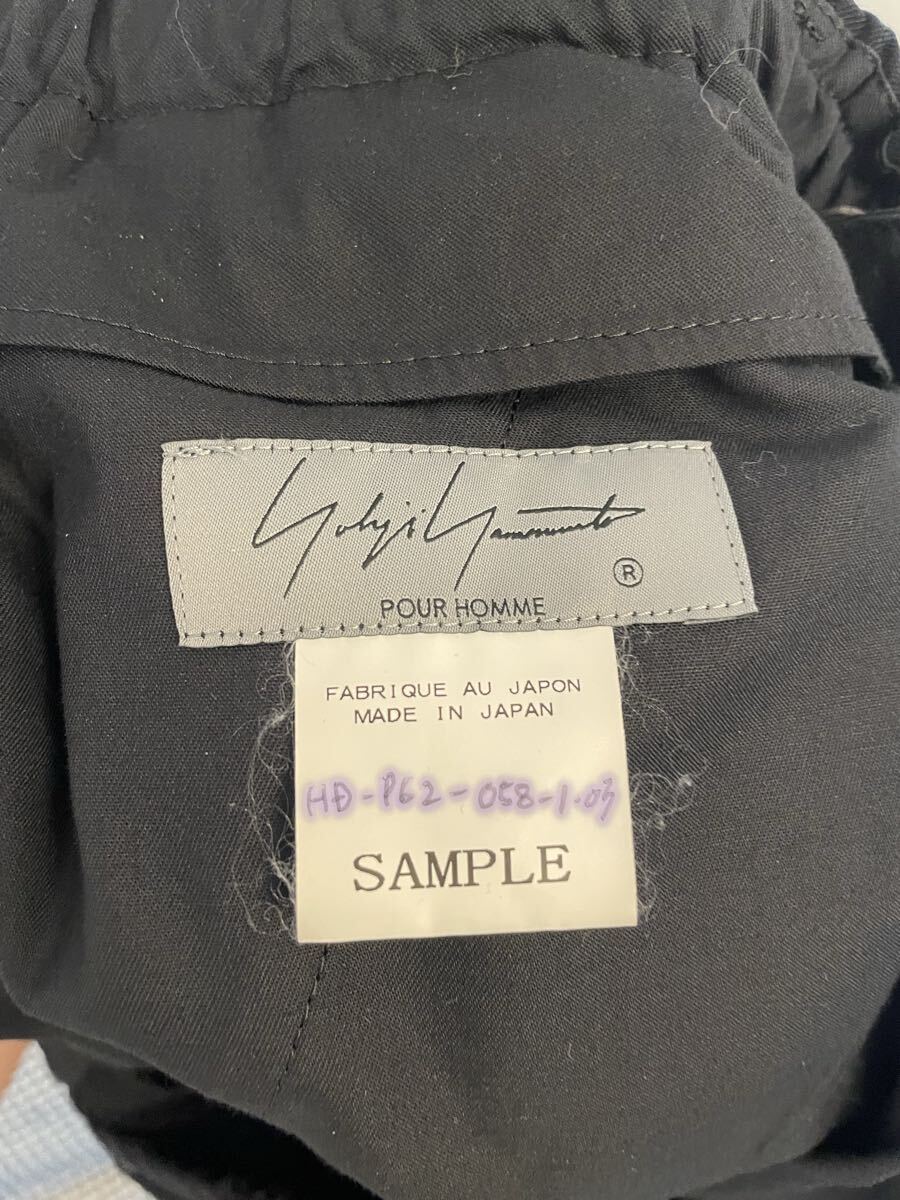 Yohji Yamamoto
®
POUR HOMME
FABRIQUE AU JAPON
MADE IN JAPAN
HD-P62-058-1.03
SAMPLE